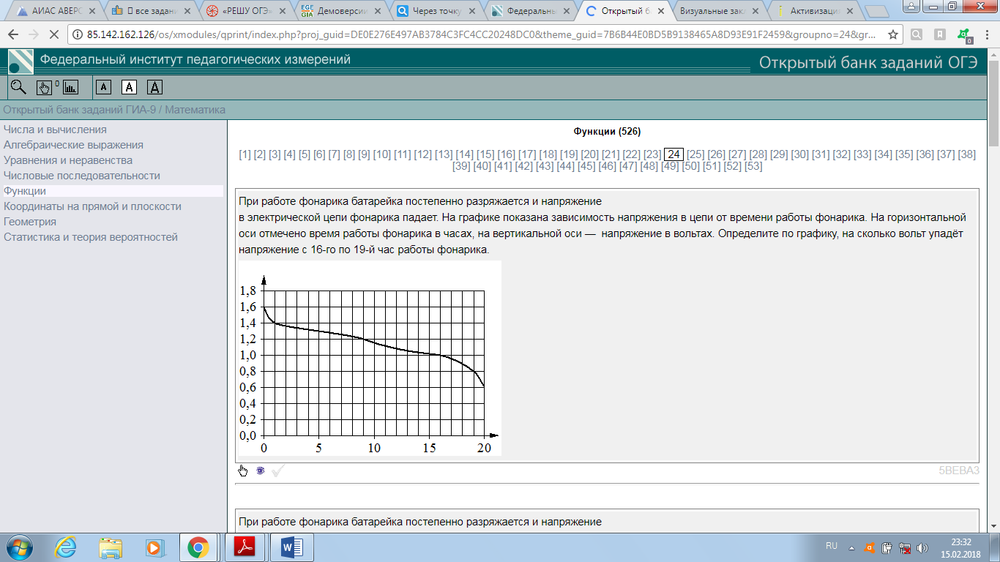 АИАС АВЕРС
все задани
«РЕШУ ОГЭ»
EGE GIA Демоверсии
Через точку
Федеральны
Открытый ба
Визуальные закл
Активизаци
85.142.162.126/os/xmodules/qprint/index.php?proj_guid=DE0E276E497AB3784C3FC4CC20248DC0&theme_guid=7B6B44E0BD5B9138465A8D93E91F2459&groupno=24&gr...
0
Федеральный институт педагогических измерений
Открытый банк заданий ОГЭ
0
А А А
Открытый банк заданий ГИА-9 / Математика
Числа и вычисления
Алгебраические выражения
Уравнения и неравенства
Числовые последовательности
Функции
Координаты на прямой и плоскости
Геометрия
Статистика и теория вероятностей
Функции (526)
[1] [2] [3] [4] [5] [6] [7] [8] [9] [10] [11] [12] [13] [14] [15] [16] [17] [18] [19] [20] [21] [22] [23] 24 [25] [26] [27] [28] [29] [30] [31] [32] [33] [34] [35] [36] [37] [38]
[39] [40] [41] [42] [43] [44] [45] [46] [47] [48] [49] [50] [51] [52] [53]
При работе фонарика батарейка постепенно разряжается и напряжение
в электрической цепи фонарика падает. На графике показана зависимость напряжения в цепи от времени работы фонарика. На горизонтальной
оси отмечено время работы фонарика в часах, на вертикальной оси — напряжение в вольтах. Определите по графику, на сколько вольт упадёт
напряжение с 16-го по 19-й час работы фонарика.
1,8
1,6
1,4
1,2
1,0
0,8
0,6
0,4
0,2
0,0
0 5 10 15 20
5BEBA3
При работе фонарика батарейка постепенно разряжается и напряжение
RU
23:32
15.02.2018